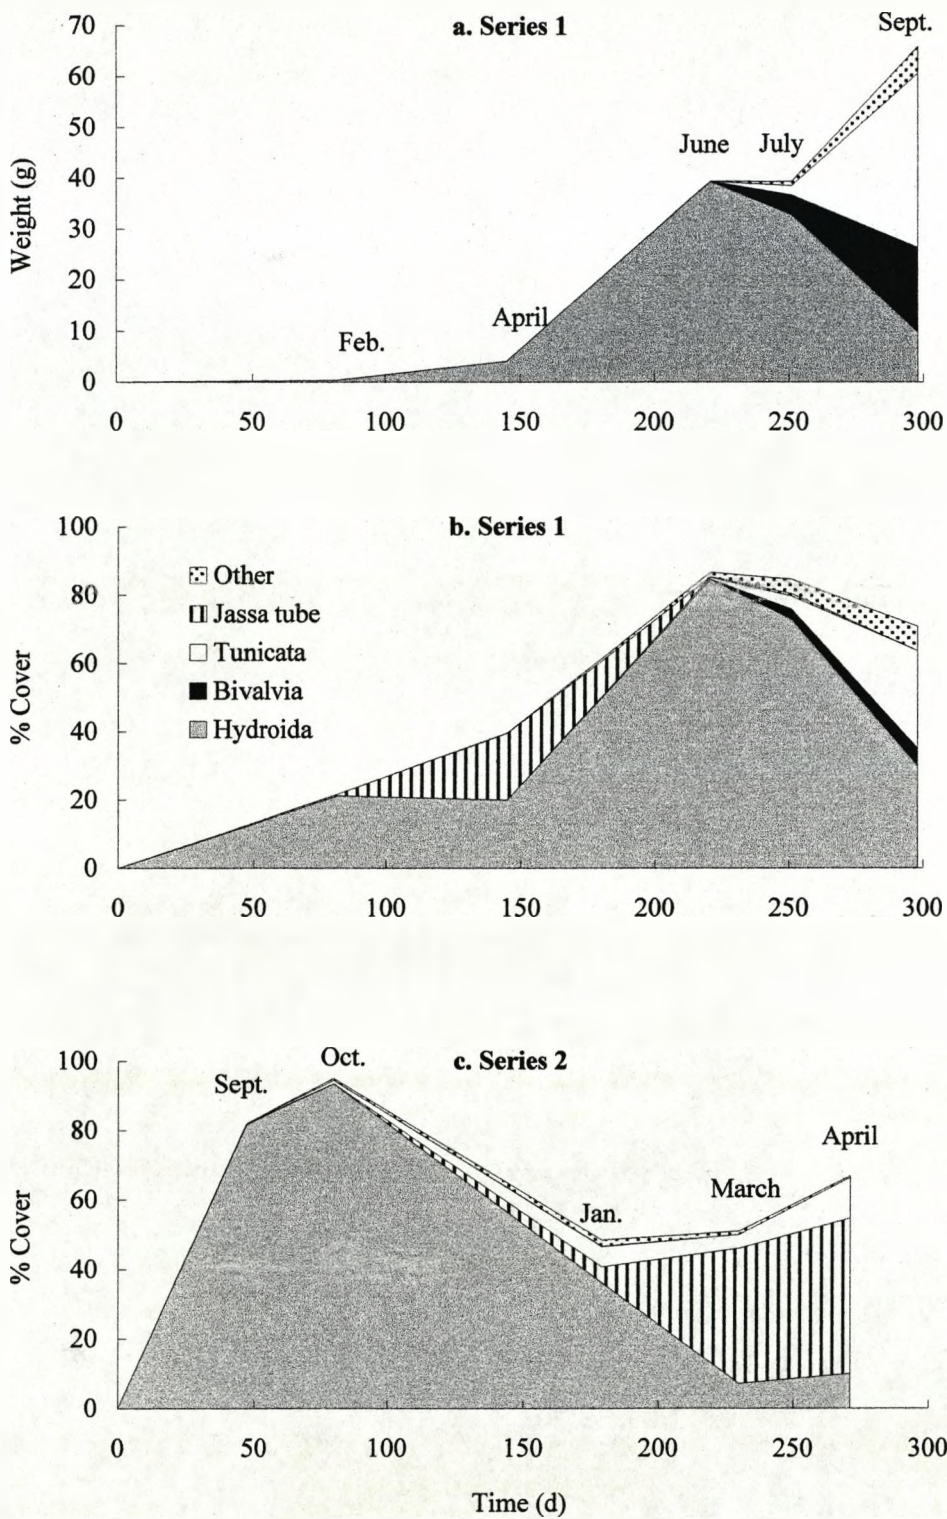 a. Series 1
Sept.
70
60
50
40
30
20
10
0
Weight (g)
June
July
April
Feb.
0 50 100 150 200 250 300
b. Series 1
100
80
60
40
20
0
% Cover
Other
Jassa tube
Tunicata
Bivalvia
Hydroida
0 50 100 150 200 250 300
c. Series 2
100
80
60
40
20
0
% Cover
Sept.
Oct.
Jan.
March
April
0 50 100 150 200 250 300
Time (d)